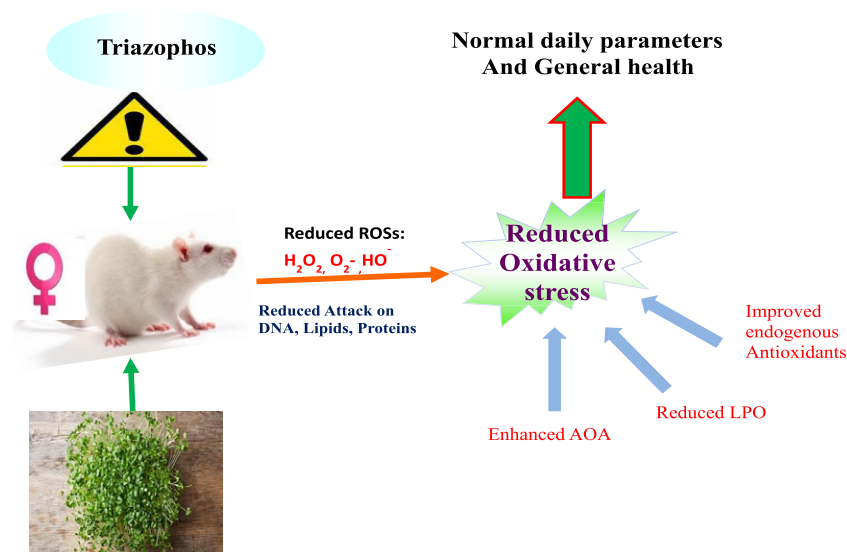 Triazophos
Normal daily parameters
And General health
Reduced ROSs:
H₂O₂, O₂-,HO⁻
Reduced Attack on
DNA, Lipids, Proteins
Reduced
Oxidative
stress
Improved
endogenous
Antioxidants
Reduced LPO
Enhanced AOA